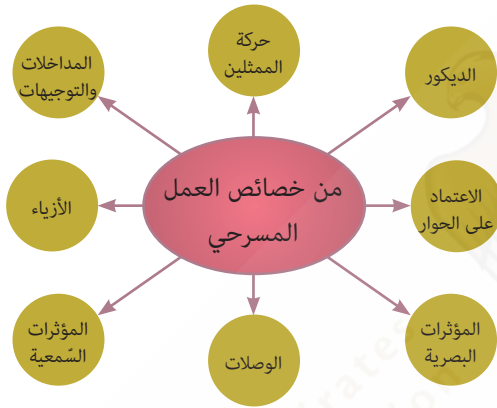 حركة
الممثلين
الديكور
المداخلات
والتوجيهات
من خصائص العمل
المسرحي
الاعتماد
على الحوار
الأزياء
المؤثرات
البصرية
الوصلات
المؤثرات
السّمعية